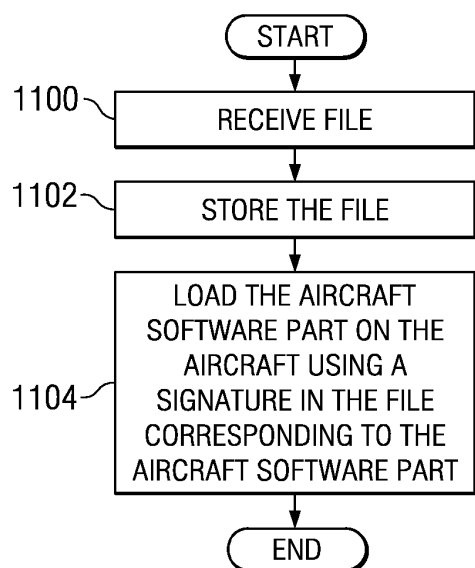 START
1100
RECEIVE FILE
1102
STORE THE FILE
1104
LOAD THE AIRCRAFT
SOFTWARE PART ON THE
AIRCRAFT USING A
SIGNATURE IN THE FILE
CORRESPONDING TO THE
AIRCRAFT SOFTWARE PART
END